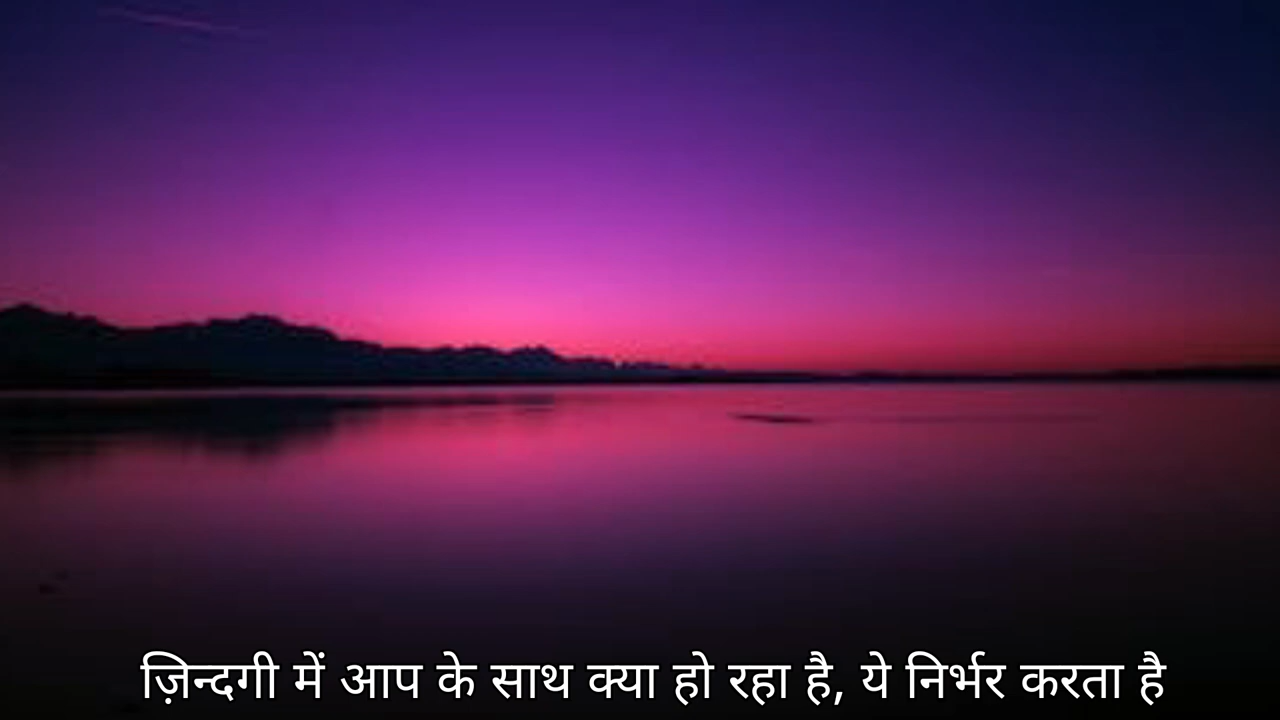 ज़िन्दगी में आप के साथ क्या हो रहा है, ये निर्भर करता है